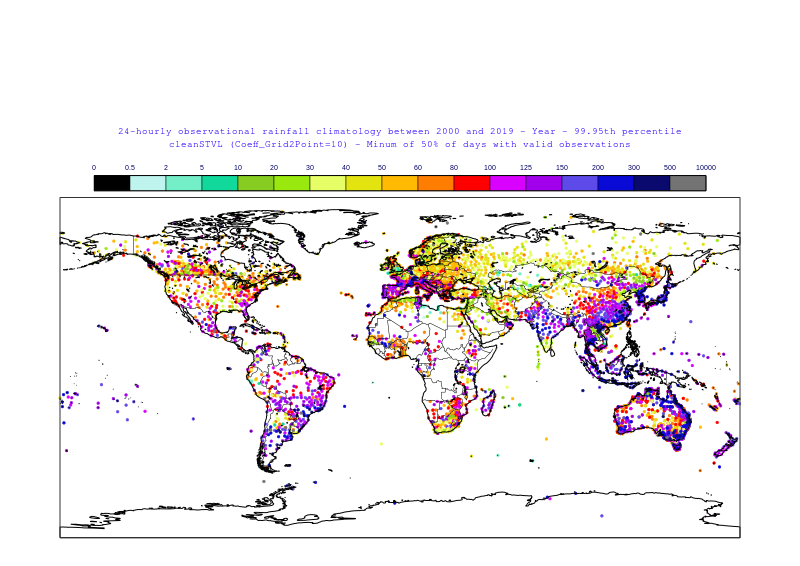 24-hourly observational rainfall climatology between 2000 and 2019 - Year - 99.95th percentile
cleanSTVL (Coeff_Grid2Point=10) - Minum of 50% of days with valid observations
0 0.5 2 5 10 20 30 40 50 60 80 100 125 150 200 300 500 10000